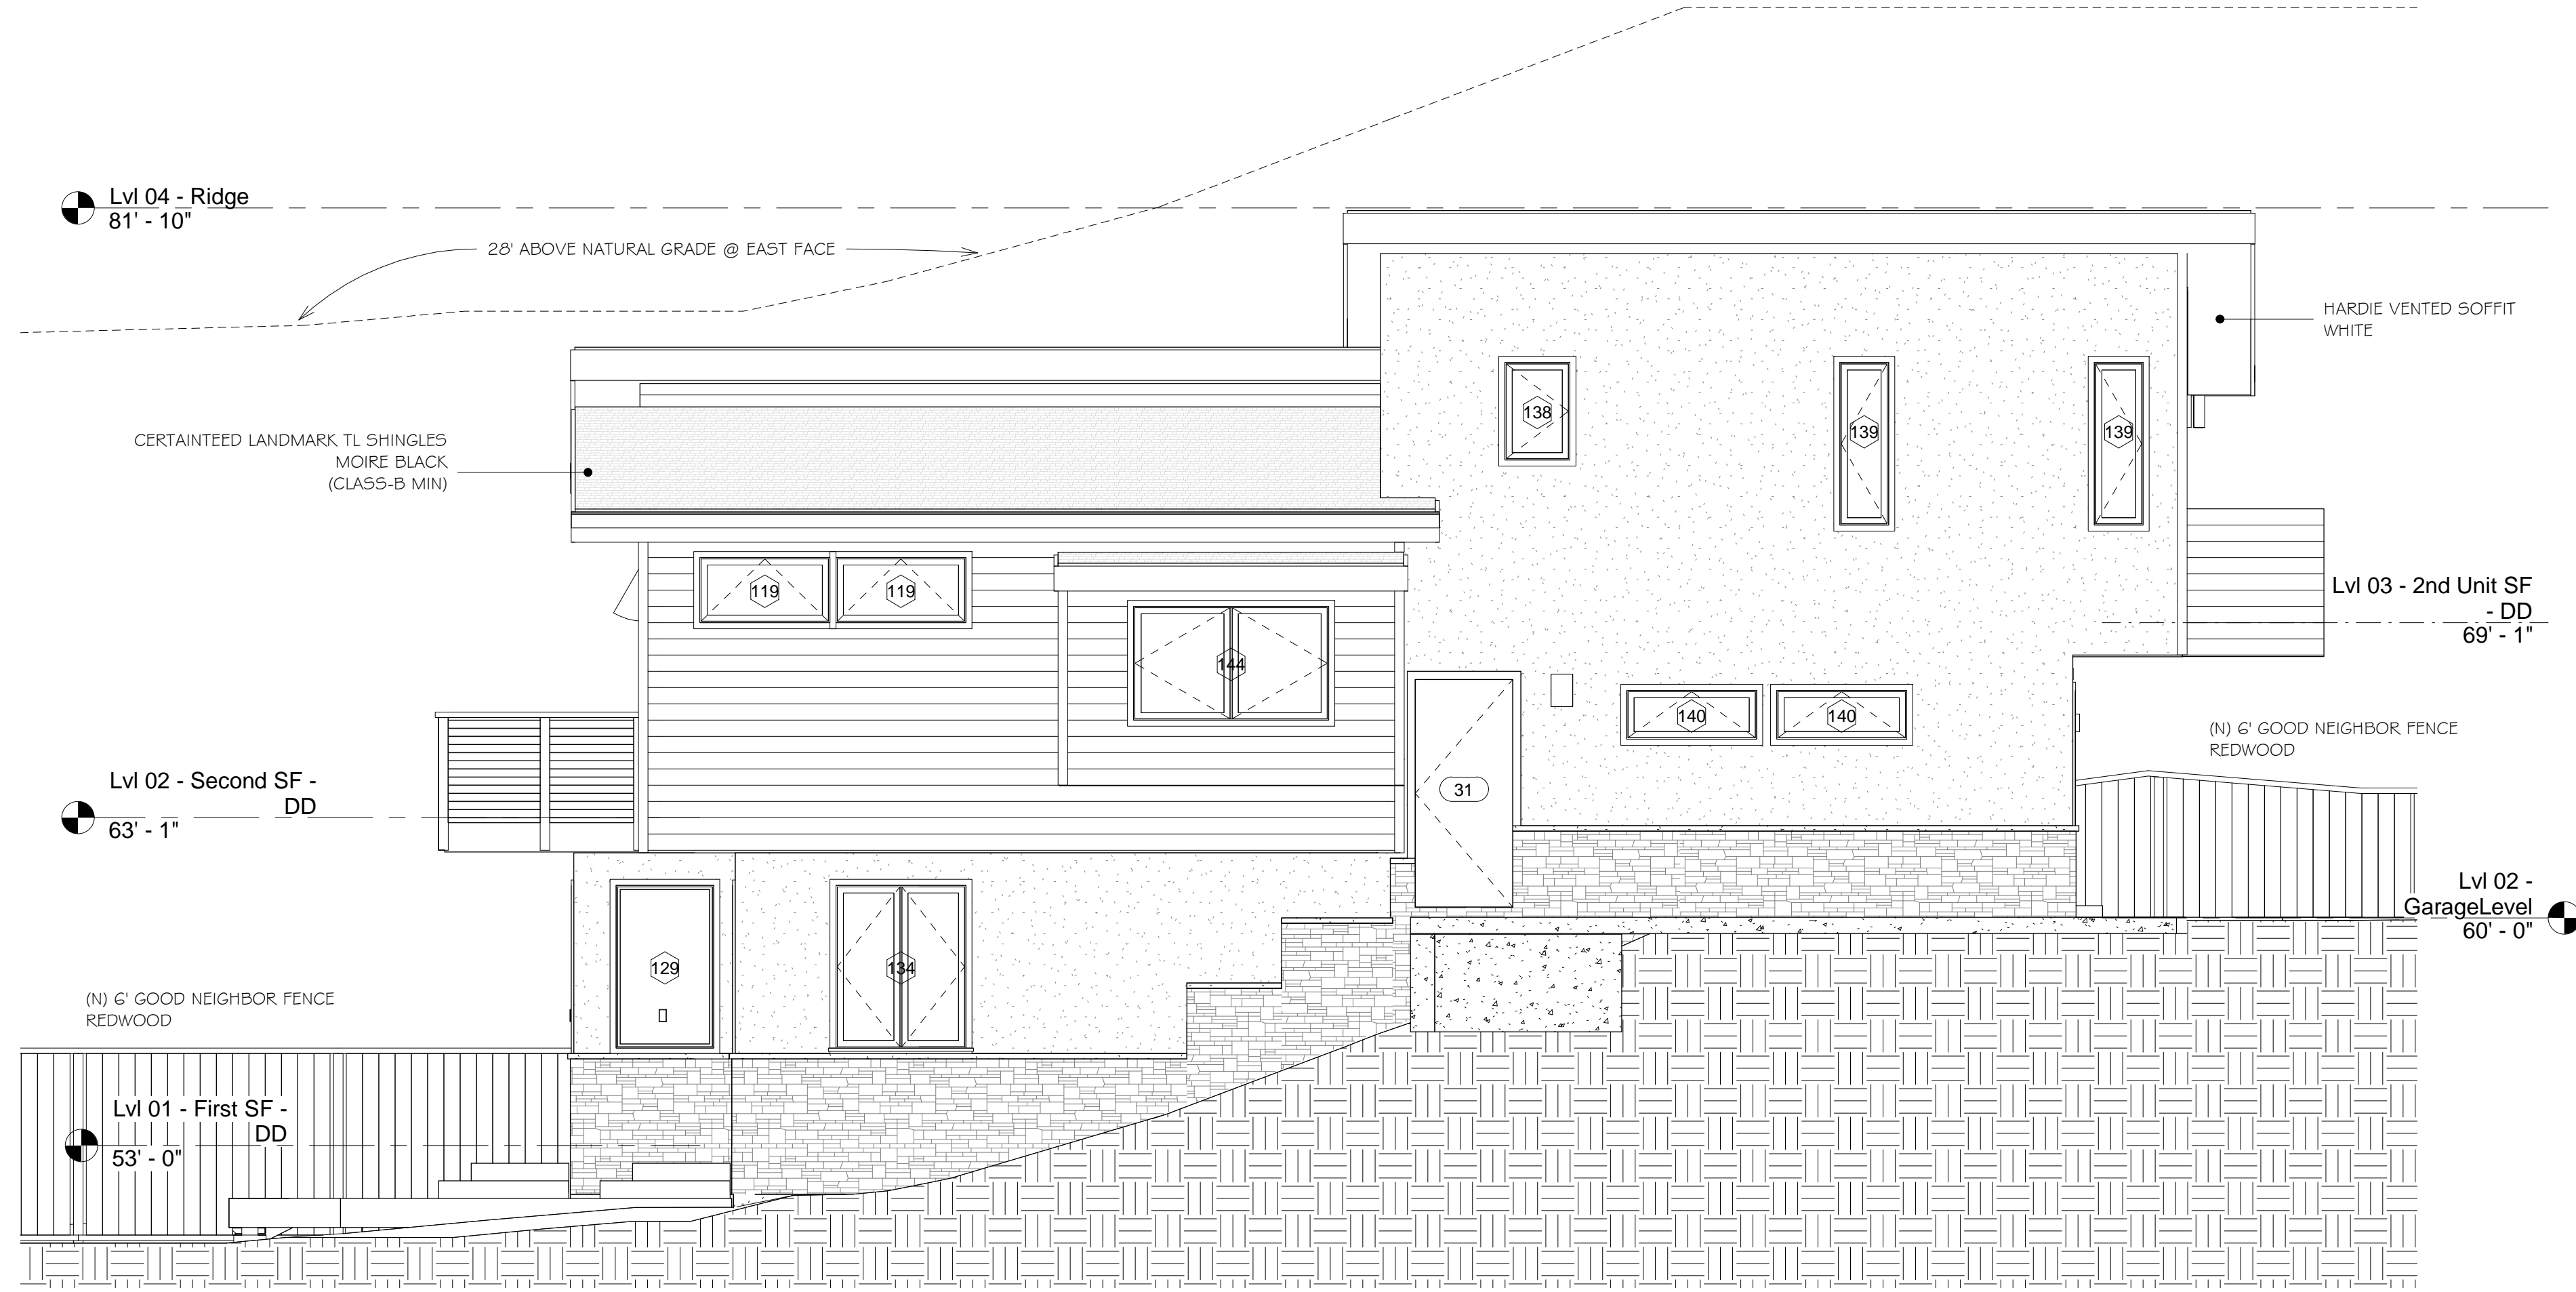 Lvl 04 - Ridge
81' - 10"
28' ABOVE NATURAL GRADE @ EAST FACE
HARDIE VENTED SOFFIT
WHITE
CERTAINTEED LANDMARK TL SHINGLES
MOIRE BLACK
(CLASS-B MIN)
138
139
139
119
119
144
Lvl 03 - 2nd Unit SF
- DD
69' - 1"
140
140
(N) 6' GOOD NEIGHBOR FENCE
REDWOOD
31
Lvl 02 - Second SF -
DD
63' - 1"
Lvl 02 -
GarageLevel
60' - 0"
129
134
(N) 6' GOOD NEIGHBOR FENCE
REDWOOD
Lvl 01 - First SF -
DD
53' - 0"